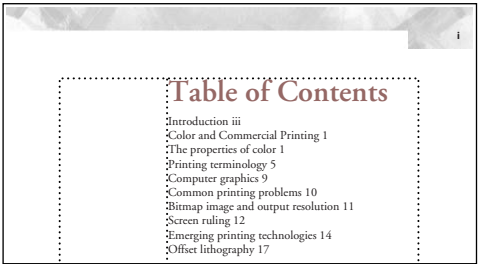 i
Table of Contents
Introduction iii
Color and Commercial Printing 1
The properties of color 1
Printing terminology 5
Computer graphics 9
Common printing problems 10
Bitmap image and output resolution 11
Screen ruling 12
Emerging printing technologies 14
Offset lithography 17